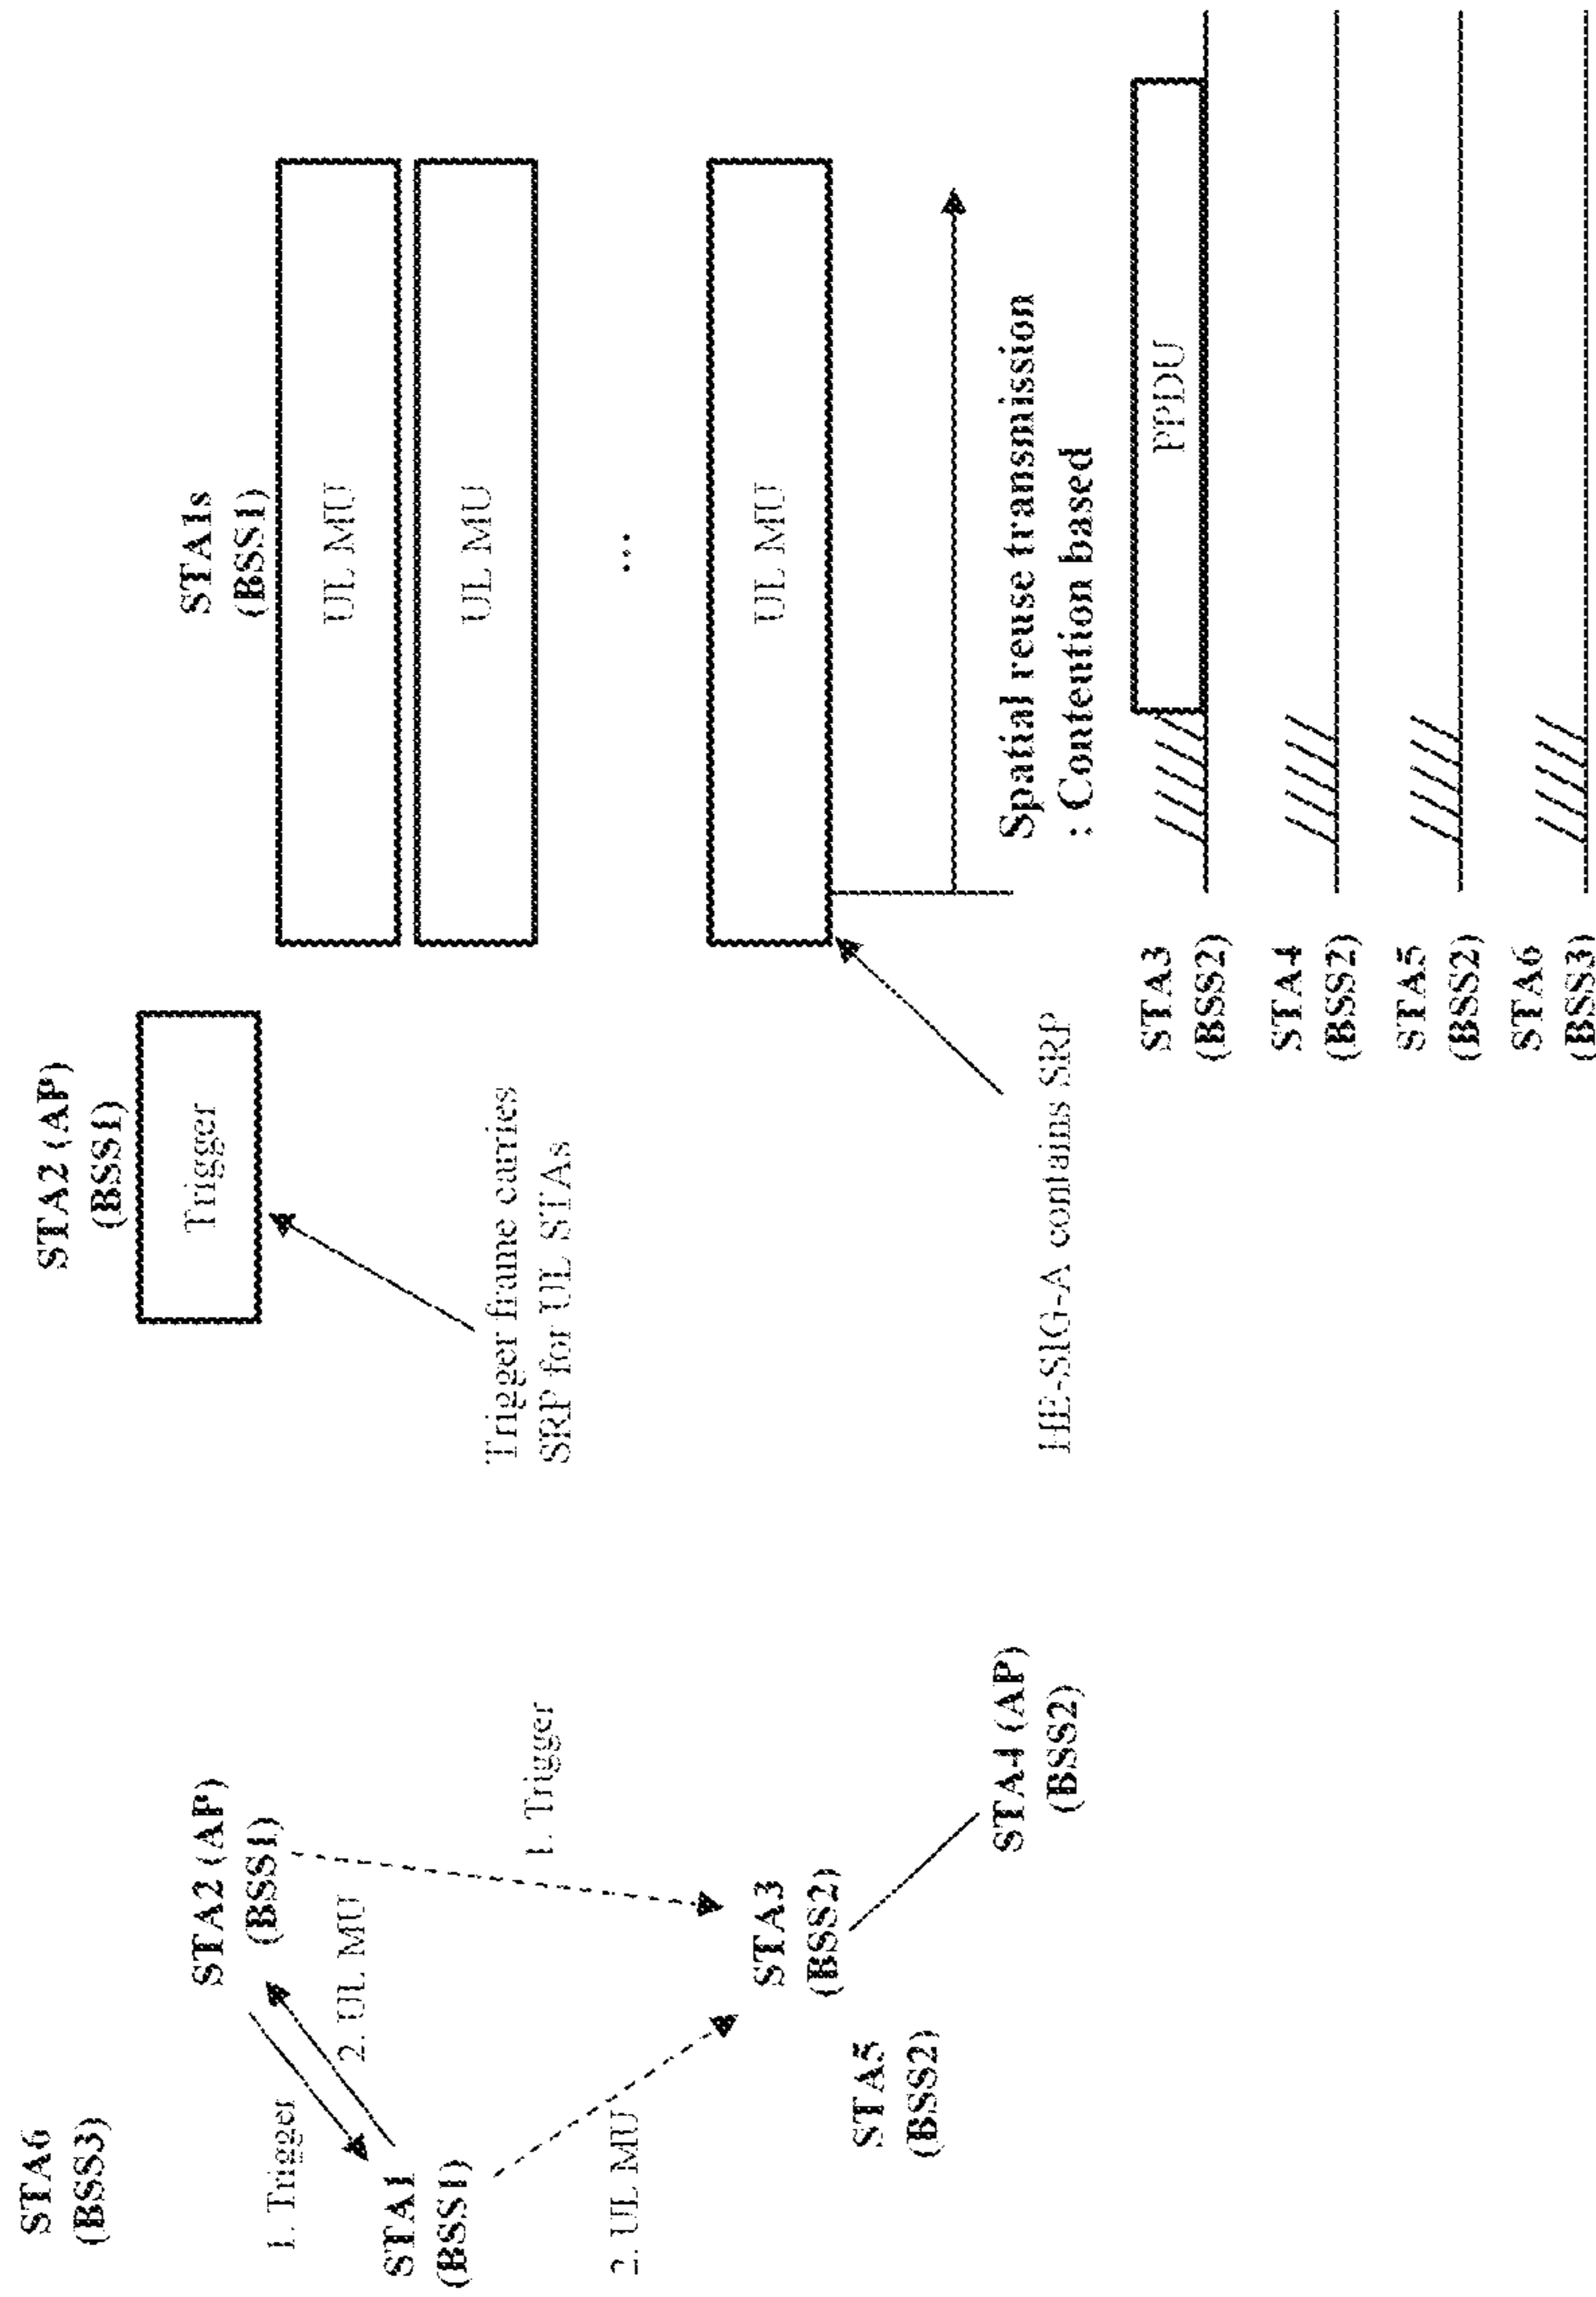 STA6
(BSS3)
STA2 (AP)
(BSS1)
1. Trigger
2. UL MU
STA1
(BSS1)
1. Trigger
2. UL MU
STA3
(BSS2)
STA5
(BSS2)
STA4 (AP)
(BSS2)
STA2 (AP)
(BSS1)
Trigger
Trigger frame carries
SRP for UL STAs
STA1s
(BSS1)
UL MU
UL MU
...
UL MU
HE-SIG-A contains SRP
Spatial reuse transmission
: Contention based
STA3
(BSS2)
PPDU
STA4
(BSS2)
STA5
(BSS2)
STA6
(BSS3)